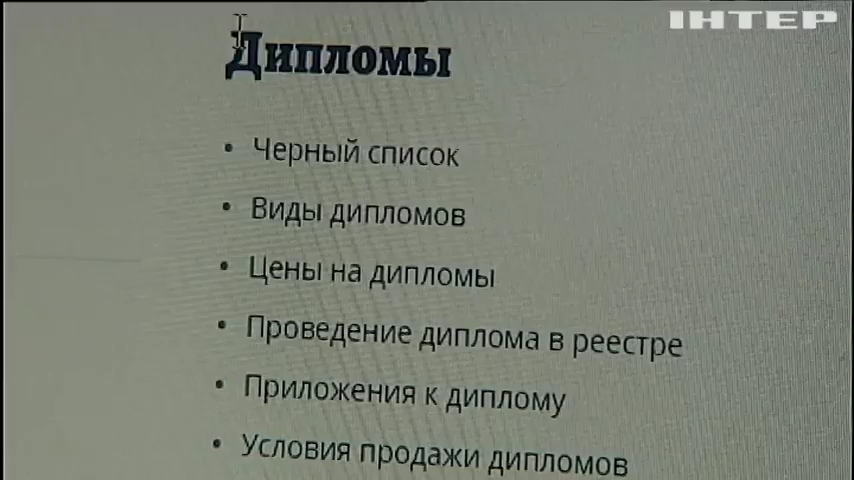 ІНТЕР
Дипломы
• Черный список
• Виды дипломов
• Цены на дипломы
• Проведение диплома в реестре
• Приложения к диплому
• Условия продажи дипломов